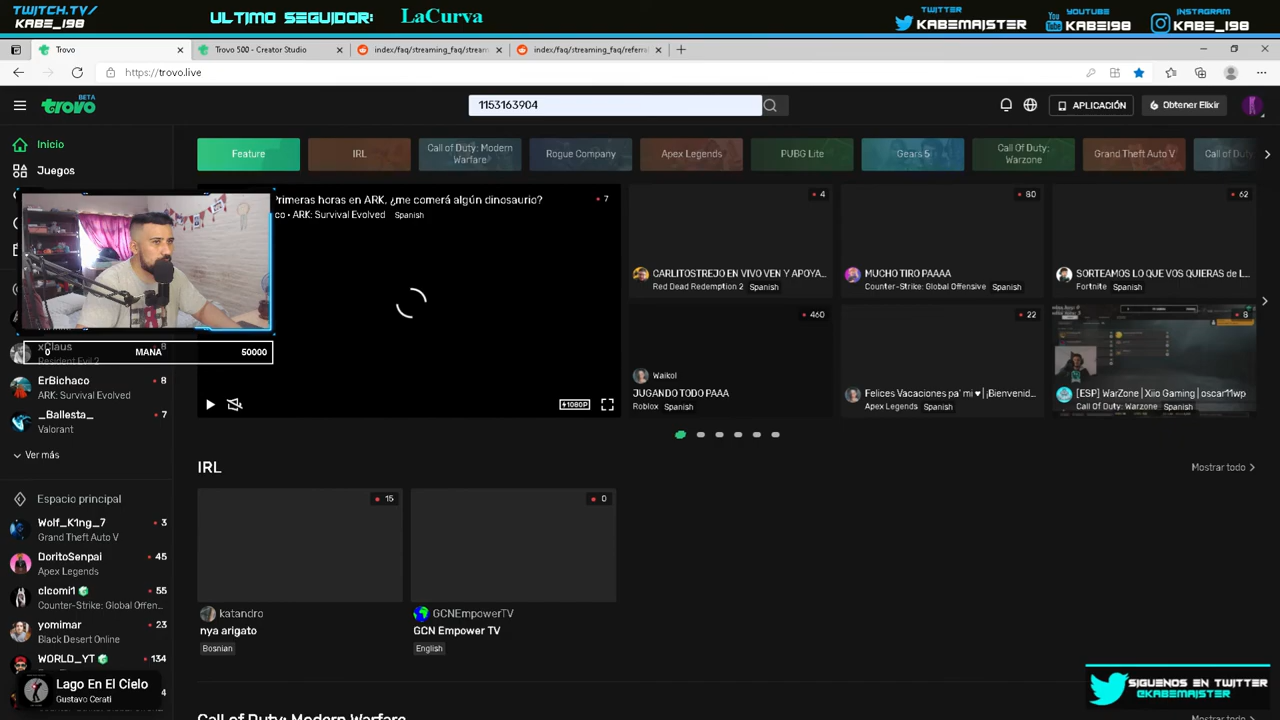 TWITCH.TV/
KABE_198
ULTIMO SEGUIDOR:
LaCurva
TWITTER
KABEMAJSTER
YOUTUBE
You Tube
KABE198
INSTAGRAM
KABE_198
Trovo
Trovo 500 - Creator Studio
index/faq/streaming_faq/stream
index/faq/streaming_faq/referra
https://trovo.live
BETA
trovo
1153163904
APLICACIÓN
Obtener Elixir
Inicio
Juegos
Feature
IRL
Call of Duty: Modern
Warfare
Rogue Company
Apex Legends
PUBG Lite
Gears 5
Call of Duty:
Warzone
Grand Theft Auto V
Call of Duty
Primeras horas en ARK, ¿me comerá algún dinosaurio?
7
co • ARK: Survival Evolved
Spanish
1080P
4
CARLITOSTREJO EN VIVO VEN Y APOYA...
Red Dead Redemption 2
Spanish
80
MUCHO TIRO PAAAA
Counter-Strike: Global Offensive
Spanish
62
SORTEAMOS LO QUE VOS QUIERAS de L...
Fortnite
Spanish
460
Waikol
JUGANDO TODO PAAA
Roblox
Spanish
22
Felices Vacaciones pa' mi ♥ | ¡Bienvenid...
Apex Legends
Spanish
8
[ESP] WarZone | Xiio Gaming | oscar11wp
Call Of Duty: Warzone
Spanish
0
MANA
50000
xClaus
8
Resident Evil 2
ErBichaco
8
ARK: Survival Evolved
_Ballesta_
7
Valorant
Ver más
Espacio principal
Wolf_K1ng_7
3
Grand Theft Auto V
DoritoSenpai
45
Apex Legends
clcomi1
55
Counter-Strike: Global Offen...
yomimar
23
Black Desert Online
WORLD_YT
134
4
Lago En El Cielo
Gustavo Cerati
IRL
Mostrar todo
15
katandro
nya arigato
Bosnian
0
GCNEmpowerTV
GCN Empower TV
English
Call of Duty: Modern Warfare
Mostrar todo
SIGUENOS EN TWITTER
@KABEMAJSTER